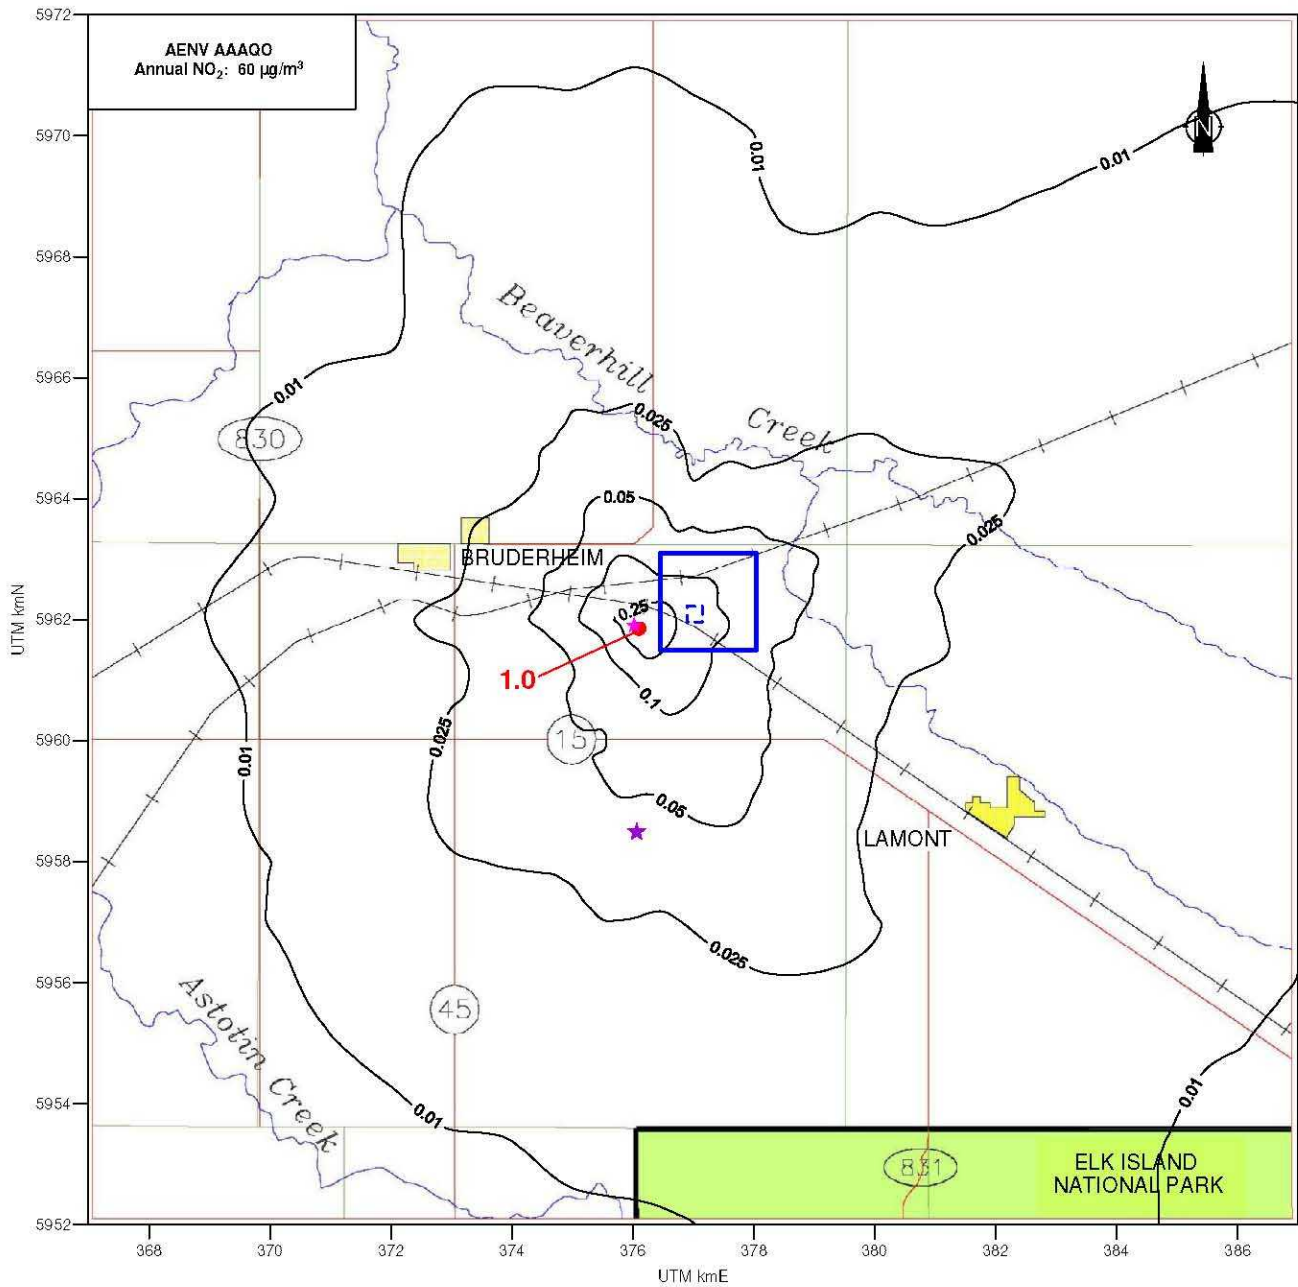 5972
AENV AAAQO
Annual NO₂: 60 µg/m³
5970
N
0.01
0.01
5968
Beaverhill
5966
0.01
0.025
830
Creek
5964
0.05
0.025
BRUDERHEIM
5962
0.25
UTM kmN
1.0
0.1
0.025
15
5960
0.01
0.05
LAMONT
5958
0.025
5956
Astotin Creek
45
5954
0.01
0.01
831
ELK ISLAND
NATIONAL PARK
5952
368 370 372 374 376 378 380 382 384 386
UTM kmE